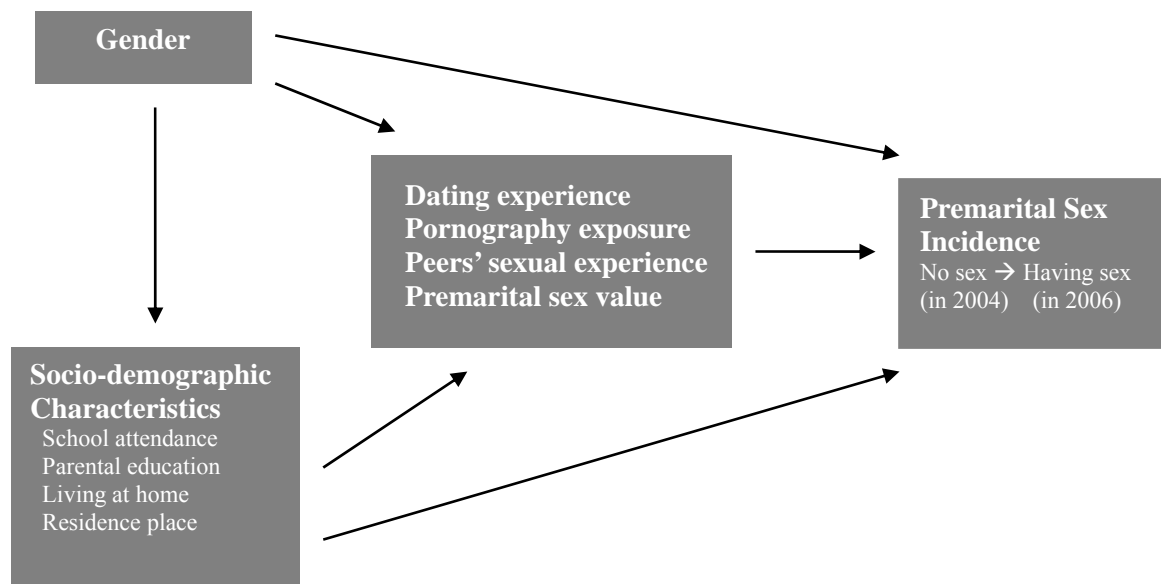 Gender
Dating experience
Pornography exposure
Peers' sexual experience
Premarital sex value
Premarital Sex
Incidence
No sex → Having sex
(in 2004) (in 2006)
Socio-demographic
Characteristics
School attendance
Parental education
Living at home
Residence place